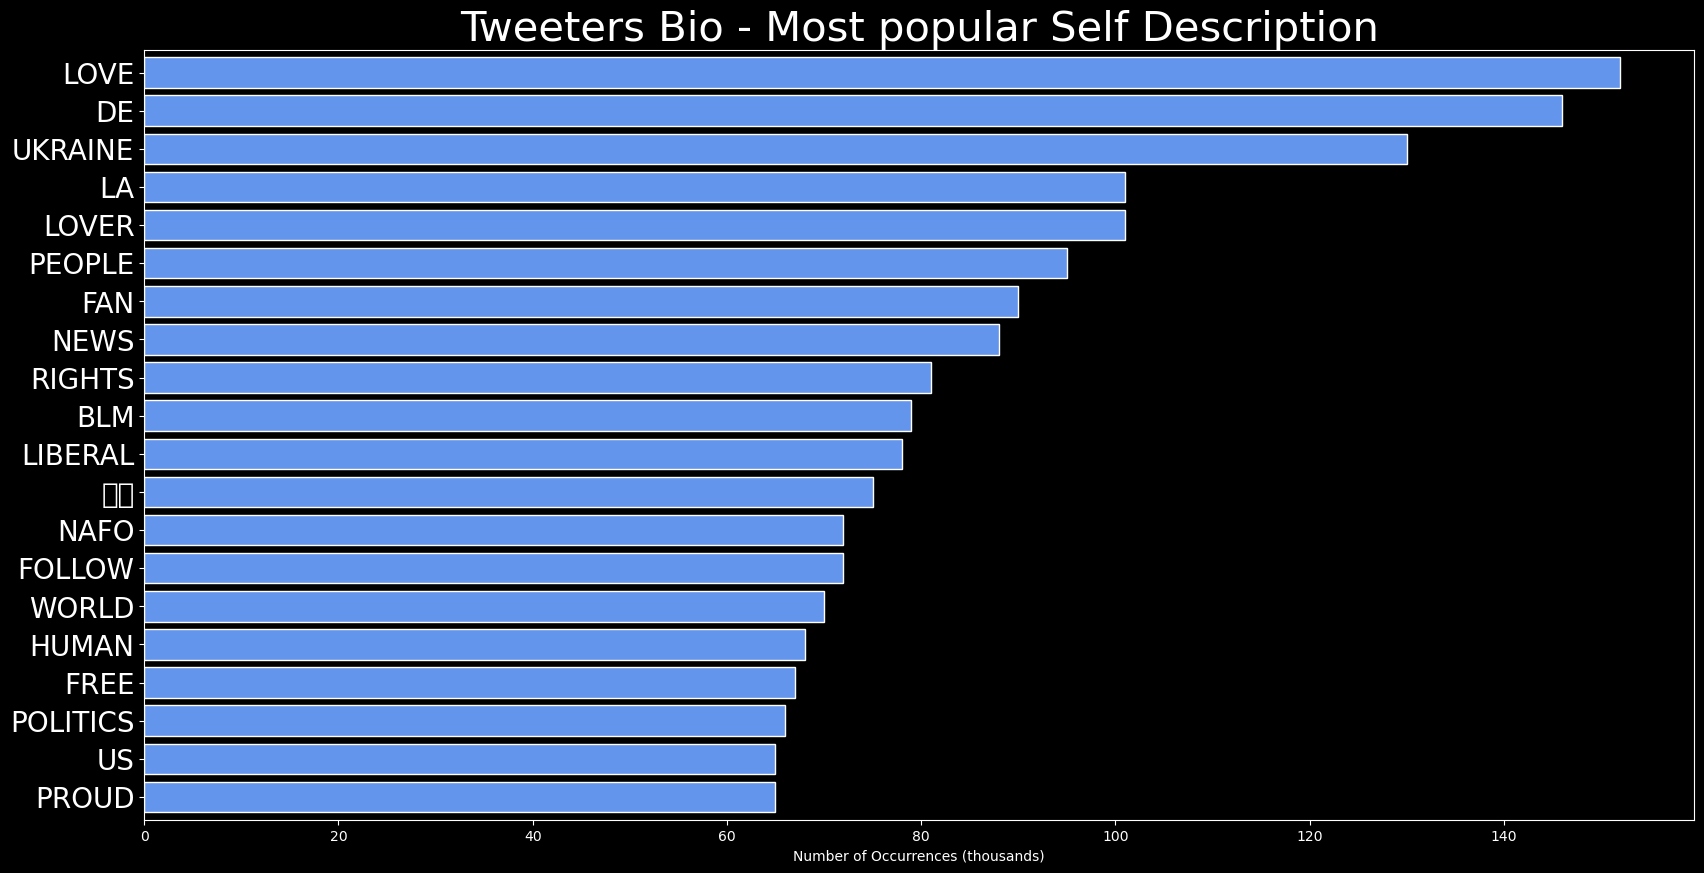 Tweeters Bio - Most popular Self Description
LOVE
DE
UKRAINE
LA
LOVER
PEOPLE
FAN
NEWS
RIGHTS
BLM
LIBERAL
NAFO
FOLLOW
WORLD
HUMAN
FREE
POLITICS
US
PROUD
0 20 40 60 80 100 120 140
Number of Occurrences (thousands)